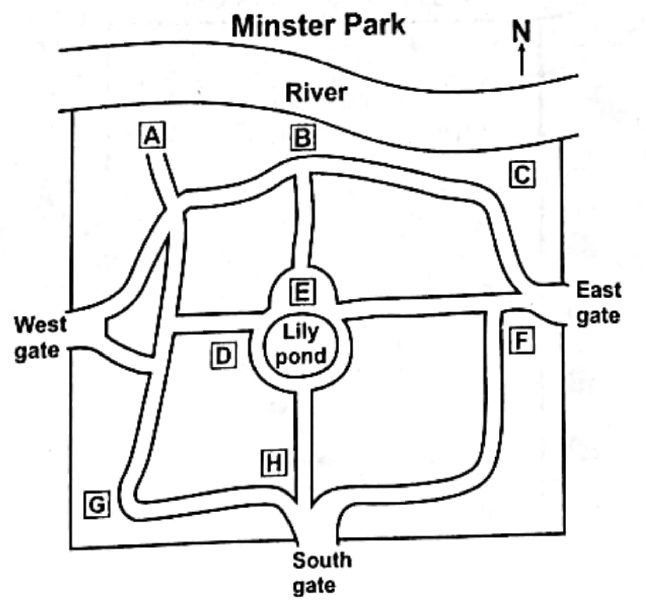 Minster Park
N
River
A
B
C
E
East
gate
West
gate
Lily
pond
D
F
H
G
South
gate